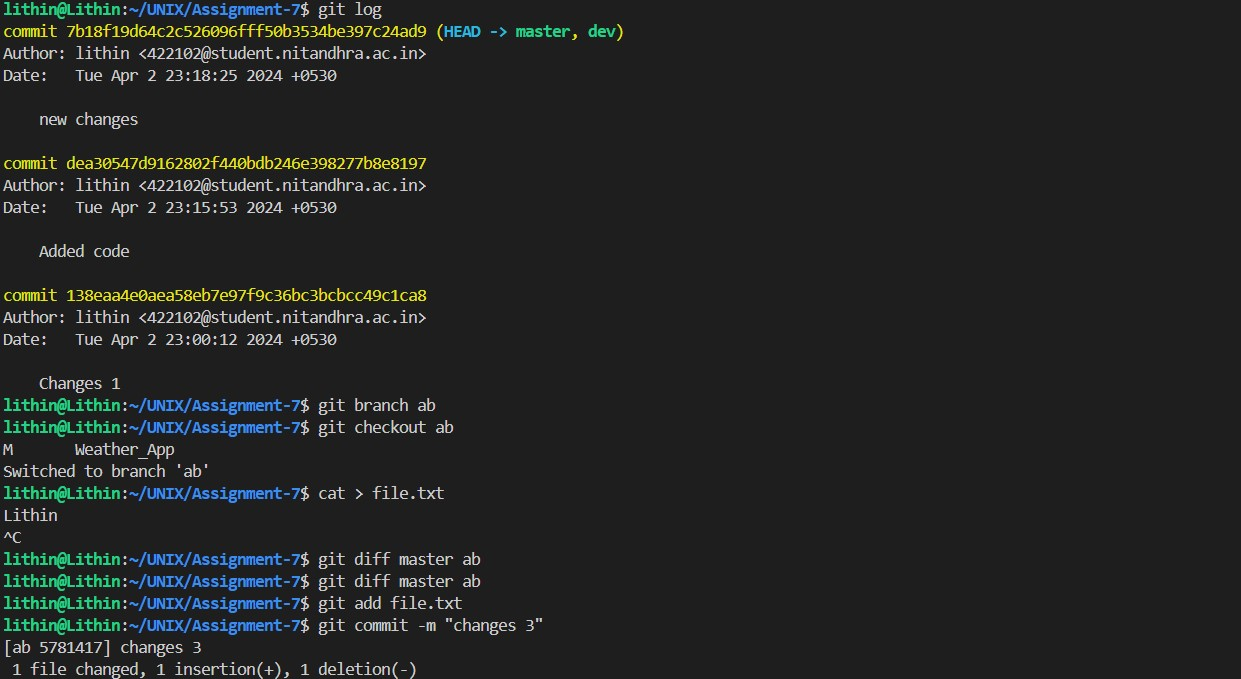 lithin@Lithin:~/UNIX/Assignment-7$ git log
commit 7b18f19d64c2c526096fff50b3534be397c24ad9 (HEAD -> master, dev)
Author: lithin <422102@student.nitandhra.ac.in>
Date:   Tue Apr 2 23:18:25 2024 +0530
    new changes
commit dea30547d9162802f440bdb246e398277b8e8197
Author: lithin <422102@student.nitandhra.ac.in>
Date:   Tue Apr 2 23:15:53 2024 +0530
    Added code
commit 138eaa4e0aea58eb7e97f9c36bc3bcbcc49c1ca8
Author: lithin <422102@student.nitandhra.ac.in>
Date:   Tue Apr 2 23:00:12 2024 +0530
    Changes 1
lithin@Lithin:~/UNIX/Assignment-7$ git branch ab
lithin@Lithin:~/UNIX/Assignment-7$ git checkout ab
M       Weather_App
Switched to branch 'ab'
lithin@Lithin:~/UNIX/Assignment-7$ cat > file.txt
Lithin
^C
lithin@Lithin:~/UNIX/Assignment-7$ git diff master ab
lithin@Lithin:~/UNIX/Assignment-7$ git diff master ab
lithin@Lithin:~/UNIX/Assignment-7$ git add file.txt
lithin@Lithin:~/UNIX/Assignment-7$ git commit -m "changes 3"
[ab 5781417] changes 3
 1 file changed, 1 insertion(+), 1 deletion(-)